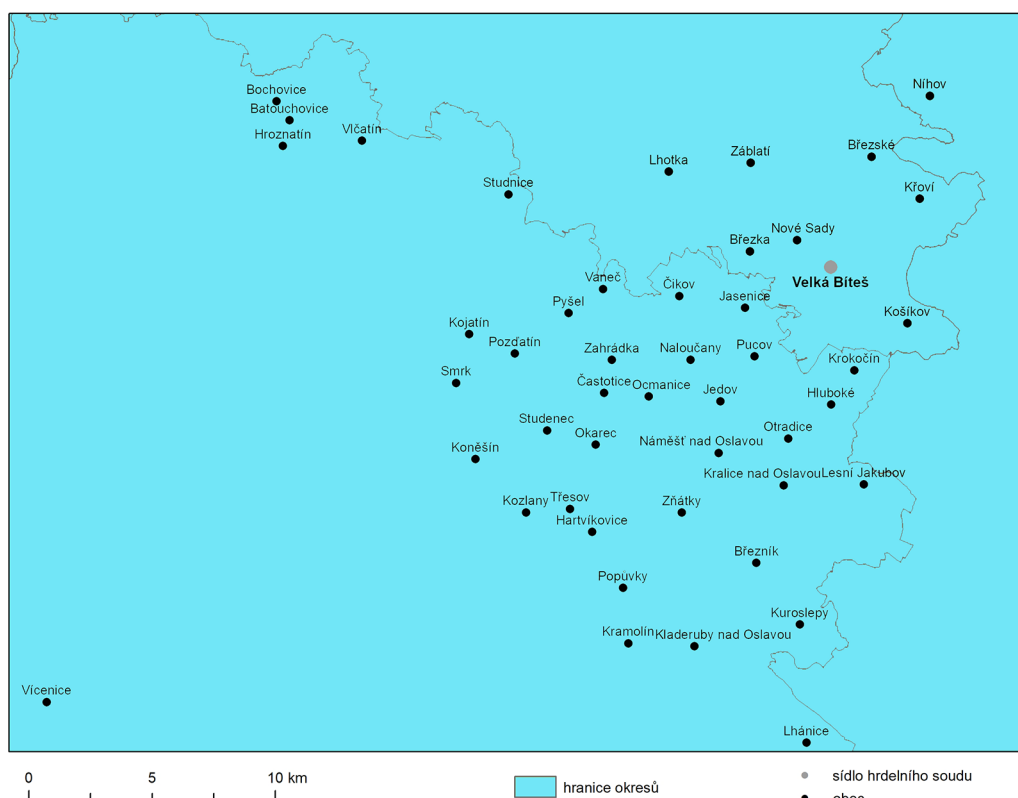 Níhov
Bochovice
Batouchovice
Vlčatín
Hroznatín
Březské
Záblatí
Lhotka
Studnice
Křoví
Nové Sady
Březka
Velká Bíteš
Vaneč
Čikov
Jasenice
Pyšel
Košíkov
Kojatín
Pozďatín
Zahrádka
Naloučany
Pucov
Krokočín
Smrk
Častotice
Ocmanice
Jedov
Hluboké
Studenec
Okarec
Náměšť nad Oslavou
Otradice
Koněšín
Kralice nad Oslavou
Lesní Jakubov
Kozlany
Třesov
Zňátky
Hartvíkovice
Březník
Popůvky
Kuroslepy
Kramolín
Kladeruby nad Oslavou
Vícenice
Lhánice
0 5 10 km
hranice okresů
sídlo hrdelního soudu
obec